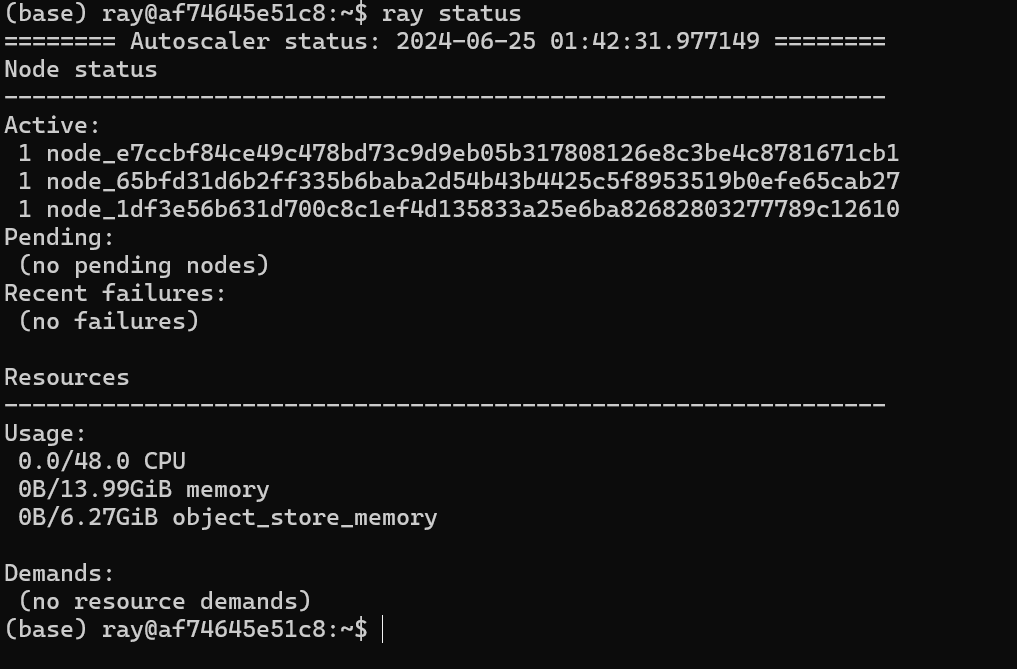 (base) ray@af74645e51c8:~$ ray status
======== Autoscaler status: 2024-06-25 01:42:31.977149 ========
Node status
---------------------------------------------------------------
Active:
 1 node_e7ccbf84ce49c478bd73c9d9eb05b317808126e8c3be4c8781671cb1
 1 node_65bfd31d6b2ff335b6baba2d54b43b4425c5f8953519b0efe65cab27
 1 node_1df3e56b631d700c8c1ef4d135833a25e6ba82682803277789c12610
Pending:
 (no pending nodes)
Recent failures:
 (no failures)

Resources
---------------------------------------------------------------
Usage:
 0.0/48.0 CPU
 0B/13.99GiB memory
 0B/6.27GiB object_store_memory

Demands:
 (no resource demands)
(base) ray@af74645e51c8:~$